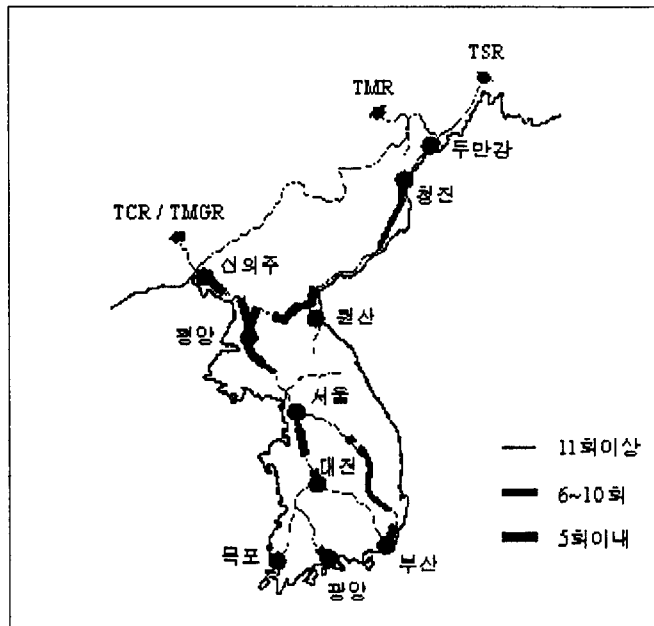 TSR
TMR
두만강
청진
TCR / TMGR
신의주
원산
평양
서울
11회이상
대전
6~10회
5회이내
목포
부산
광양